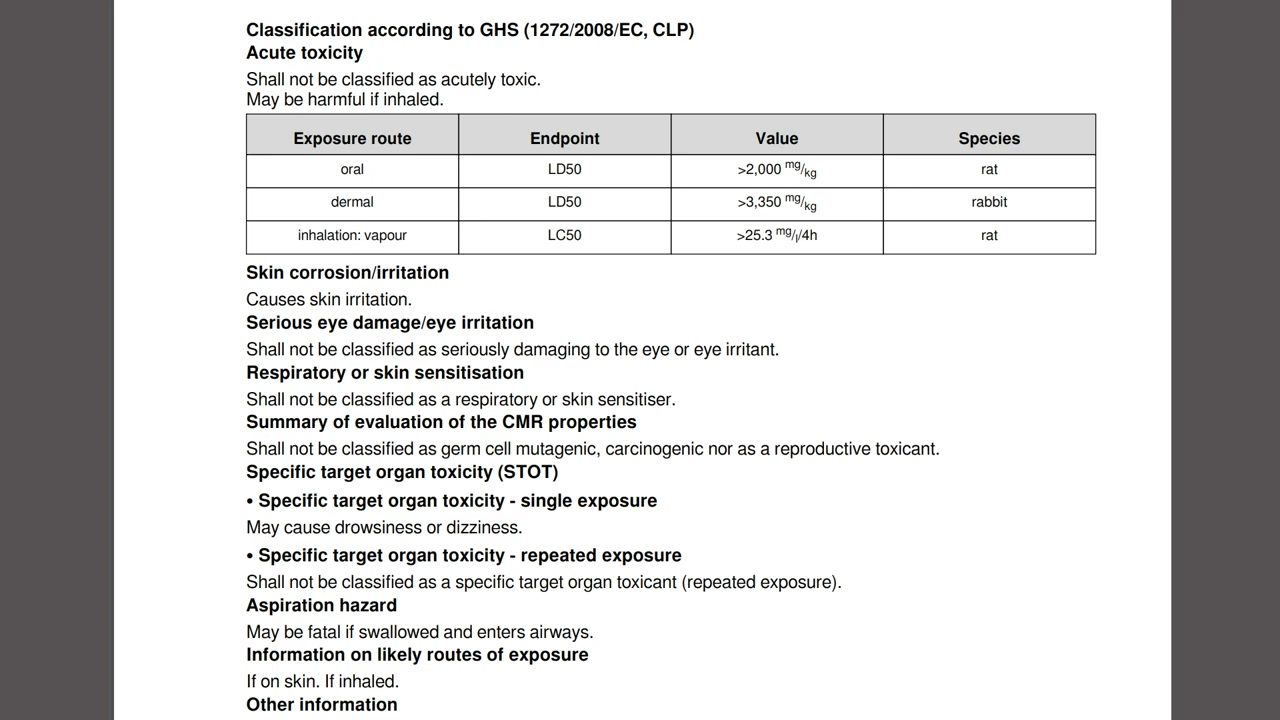 Classification according to GHS (1272/2008/EC, CLP)
Acute toxicity
Shall not be classified as acutely toxic.
May be harmful if inhaled.
Exposure route Endpoint Value Species
oral LD50 >2,000 mg/kg rat
dermal LD50 >3,350 mg/kg rabbit
inhalation: vapour LC50 >25.3 mg/l/4h rat
Skin corrosion/irritation
Causes skin irritation.
Serious eye damage/eye irritation
Shall not be classified as seriously damaging to the eye or eye irritant.
Respiratory or skin sensitisation
Shall not be classified as a respiratory or skin sensitiser.
Summary of evaluation of the CMR properties
Shall not be classified as germ cell mutagenic, carcinogenic nor as a reproductive toxicant.
Specific target organ toxicity (STOT)
• Specific target organ toxicity - single exposure
May cause drowsiness or dizziness.
• Specific target organ toxicity - repeated exposure
Shall not be classified as a specific target organ toxicant (repeated exposure).
Aspiration hazard
May be fatal if swallowed and enters airways.
Information on likely routes of exposure
If on skin. If inhaled.
Other information